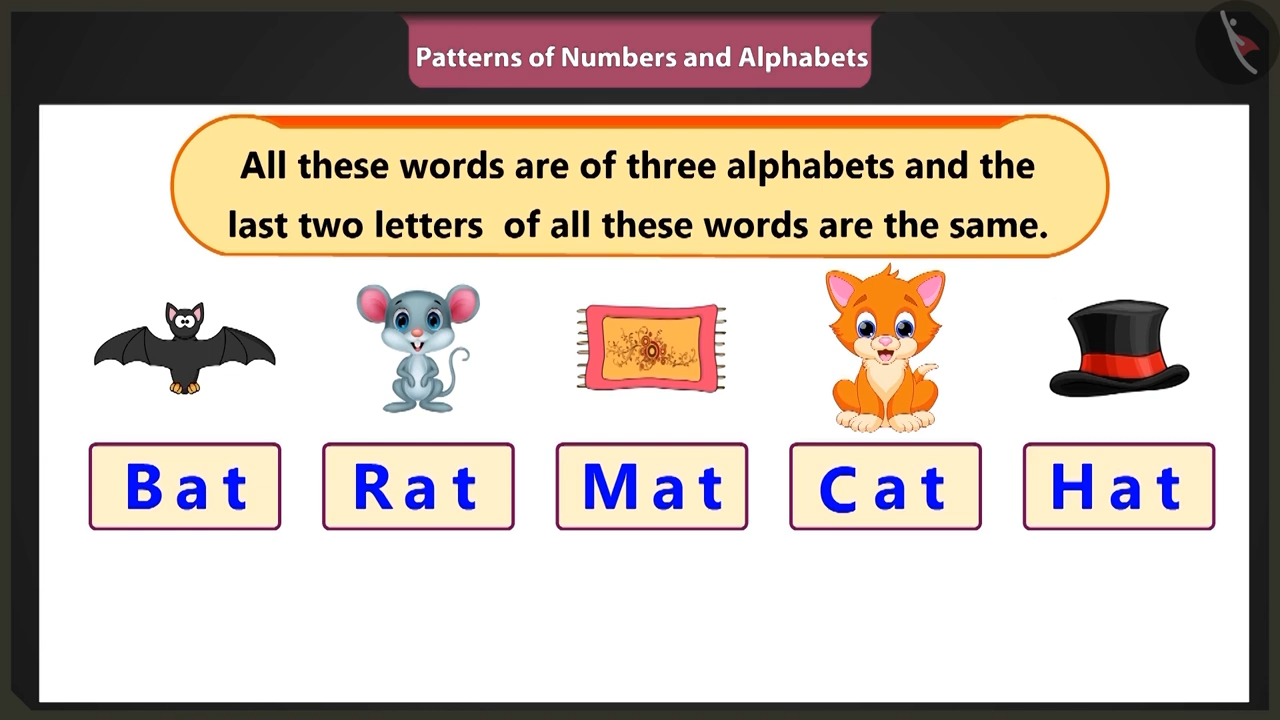 Patterns of Numbers and Alphabets
All these words are of three alphabets and the
last two letters  of all these words are the same.
Bat Rat Mat Cat Hat